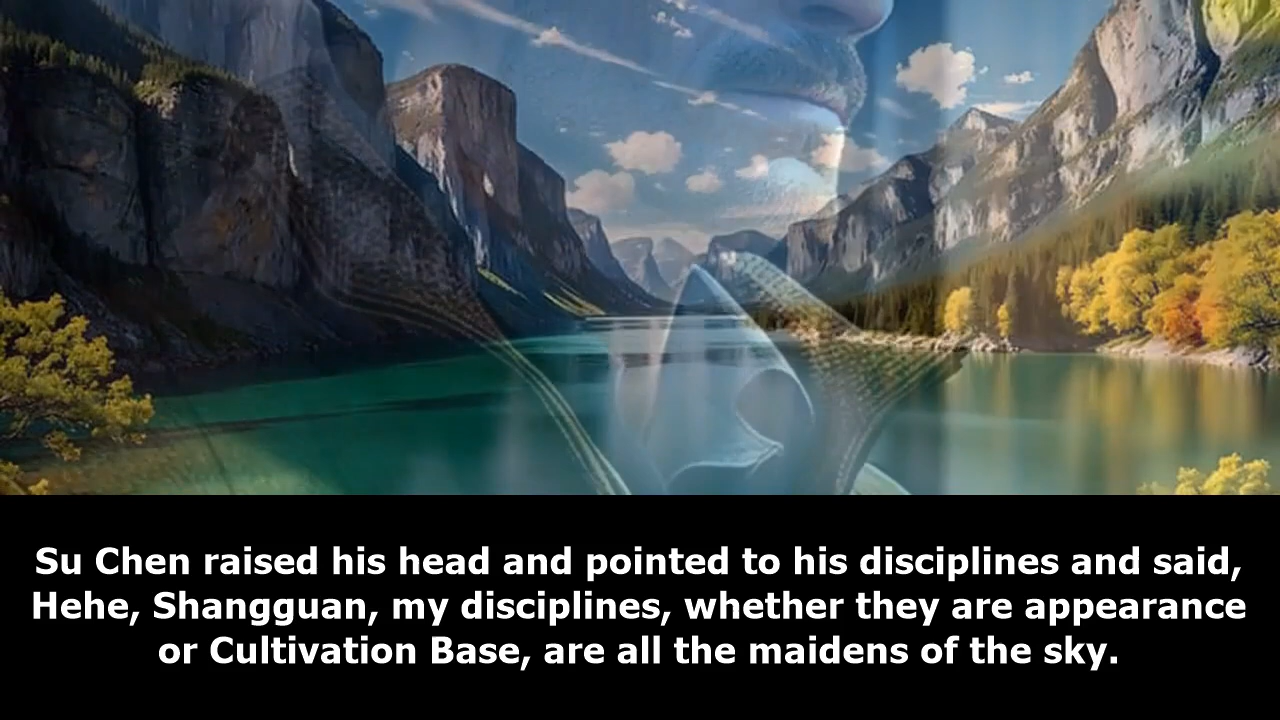 Su Chen raised his head and pointed to his disciplines and said,
Hehe, Shangguan, my disciplines, whether they are appearance
or Cultivation Base, are all the maidens of the sky.